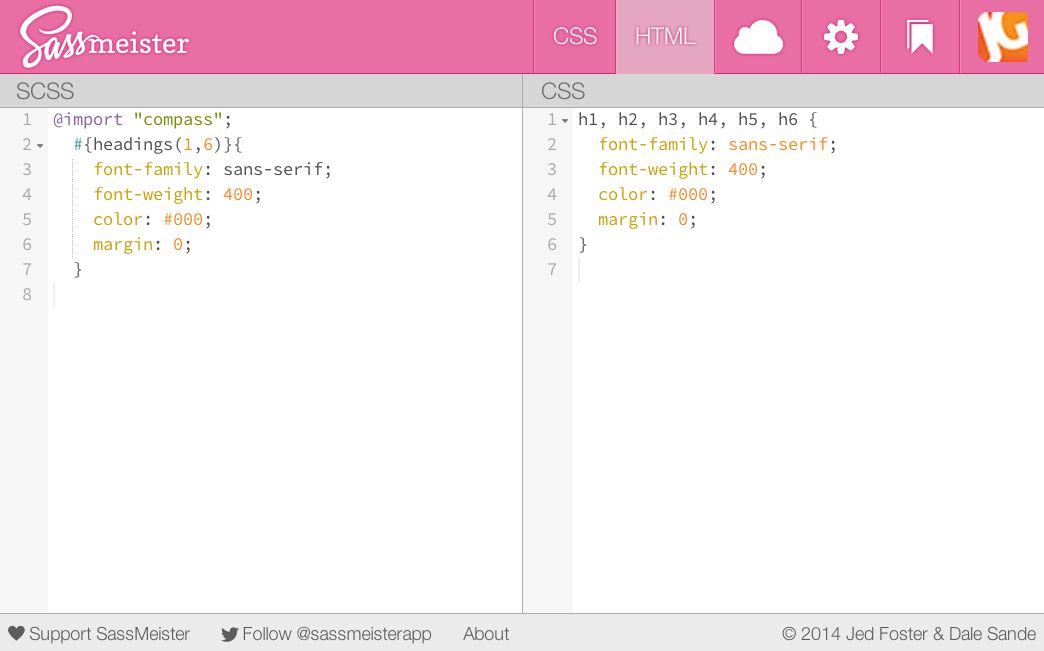 Sassmeister CSS HTML
SCSS
1 @import "compass";
2 #{headings(1,6)}{
3 font-family: sans-serif;
4 font-weight: 400;
5 color: #000;
6 margin: 0;
7 }
8
CSS
1 h1, h2, h3, h4, h5, h6 {
2 font-family: sans-serif;
3 font-weight: 400;
4 color: #000;
5 margin: 0;
6 }
7
Support SassMeister Follow @sassmeisterapp About © 2014 Jed Foster & Dale Sande